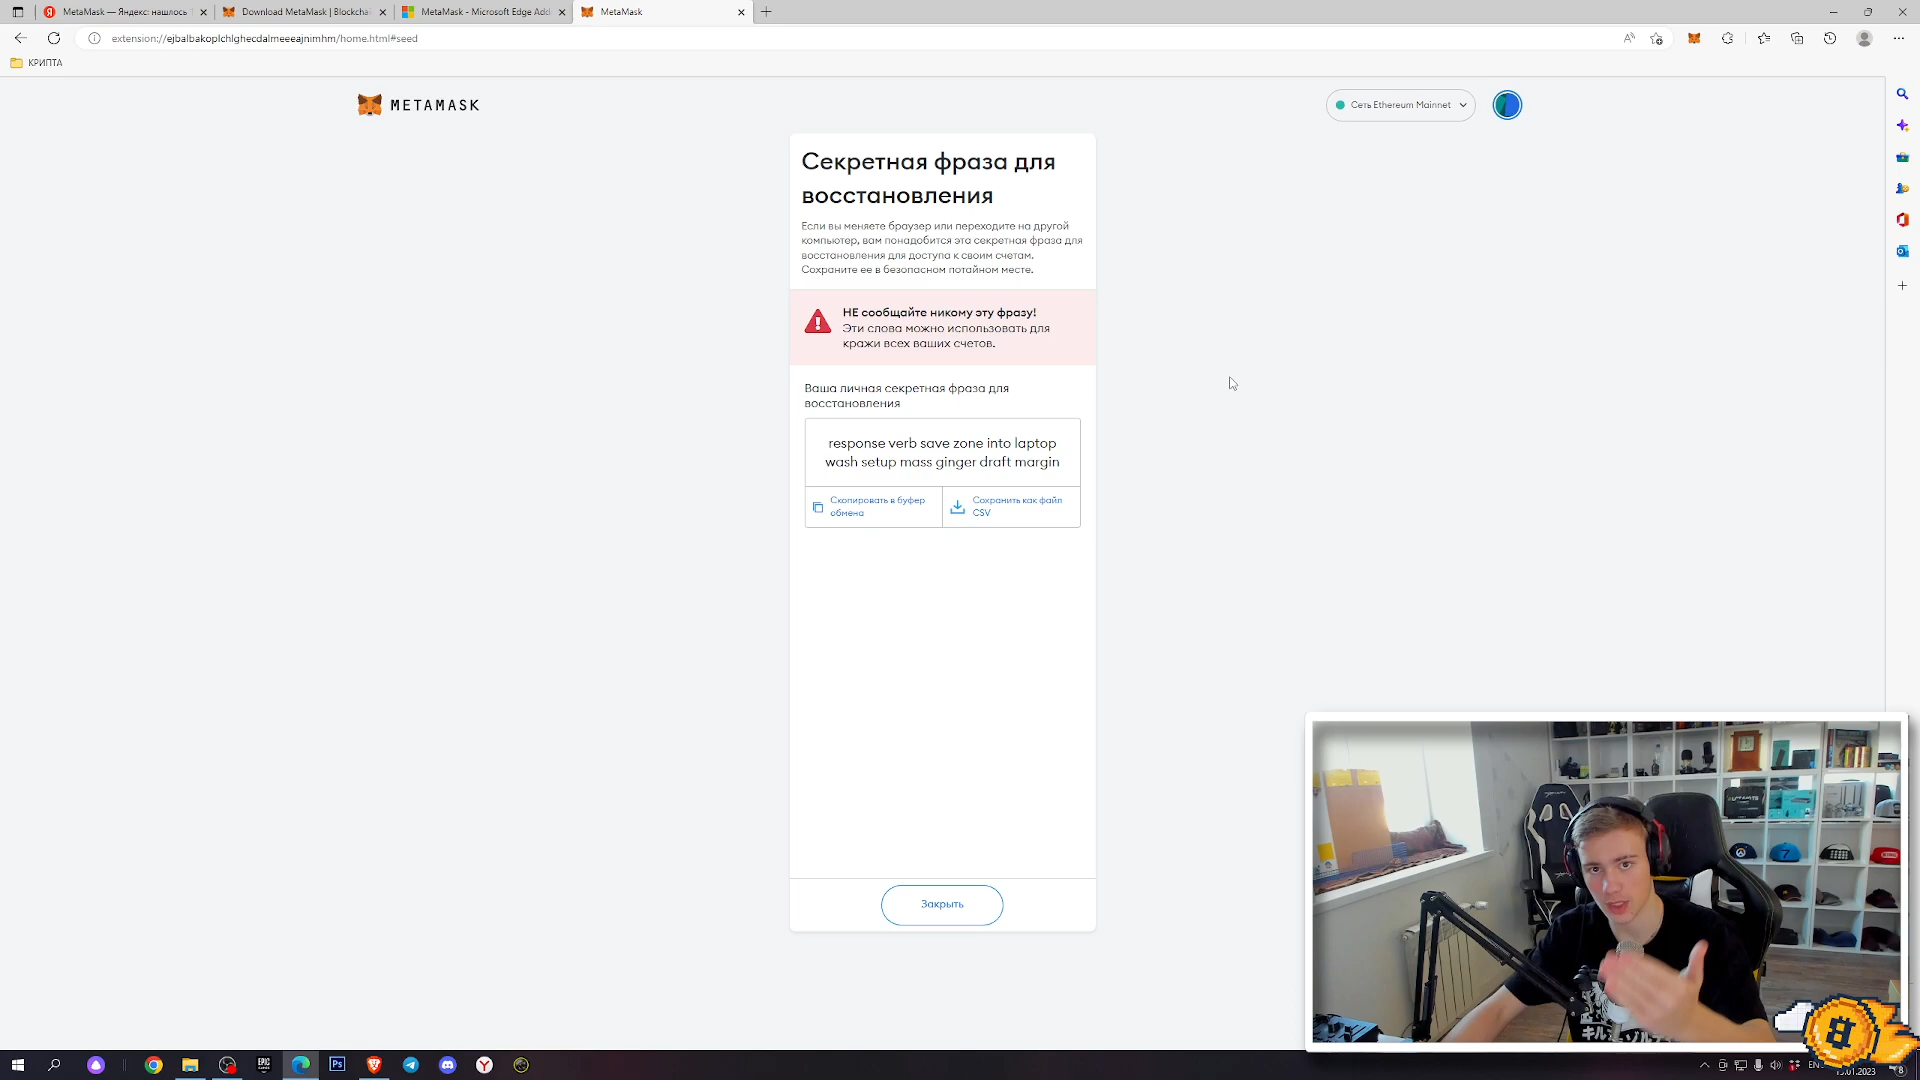 MetaMask — Яндекс: нашлось
Download MetaMask | Blockchai
MetaMask - Microsoft Edge Add
MetaMask
extension://ejbalbakoplchlghecdalmeeeajnimhm/home.html#seed
КРИПТА
METAMASK
Сеть Ethereum Mainnet
Секретная фраза для
восстановления
Если вы меняете браузер или переходите на другой
компьютер, вам понадобится эта секретная фраза для
восстановления для доступа к своим счетам.
Сохраните ее в безопасном потайном месте.
НЕ сообщайте никому эту фразу!
Эти слова можно использовать для
кражи всех ваших счетов.
Ваша личная секретная фраза для
восстановления
response verb save zone into laptop
wash setup mass ginger draft margin
Скопировать в буфер
обмена
Сохранить как файл
CSV
Закрыть